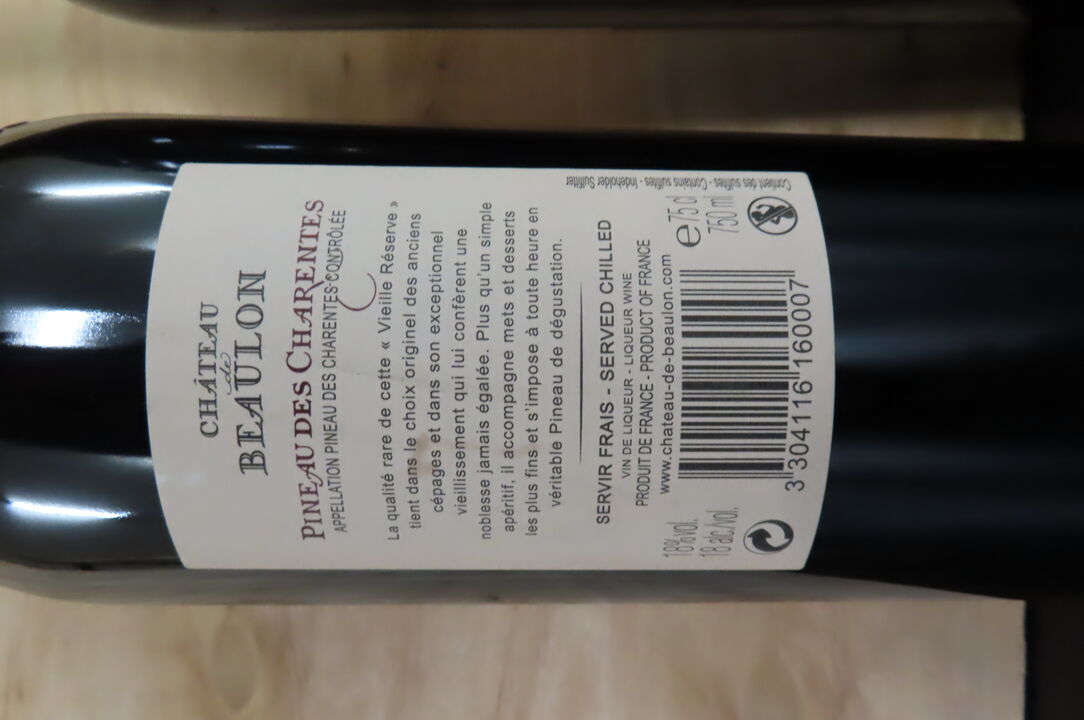 CHÁTEAU
de
BEAULON
PINEAU DES CHARENTES
APPELLATION PINEAU DES CHARENTES CONTRÔLÉE
La qualité rare de cette « Vieille Réserve »
tient dans le choix originel des anciens
cépages et dans son exceptionnel
vieillissement qui lui confèrent une
noblesse jamais égalée. Plus qu'un simple
apéritif, il accompagne mets et desserts
les plus fins et s'impose à toute heure en
véritable Pineau de dégustation.
SERVIR FRAIS - SERVED CHILLED
VIN DE LIQUEUR - LIQUEUR WINE
PRODUIT DE FRANCE - PRODUCT OF FRANCE
www.chateau-de-beaulon.com
18%vol.
18 alc./vol.
3 304116 160007
e 75 cl
750 ml
Contient des sulfites - Contains sulfites - Indeholder Sulfitter